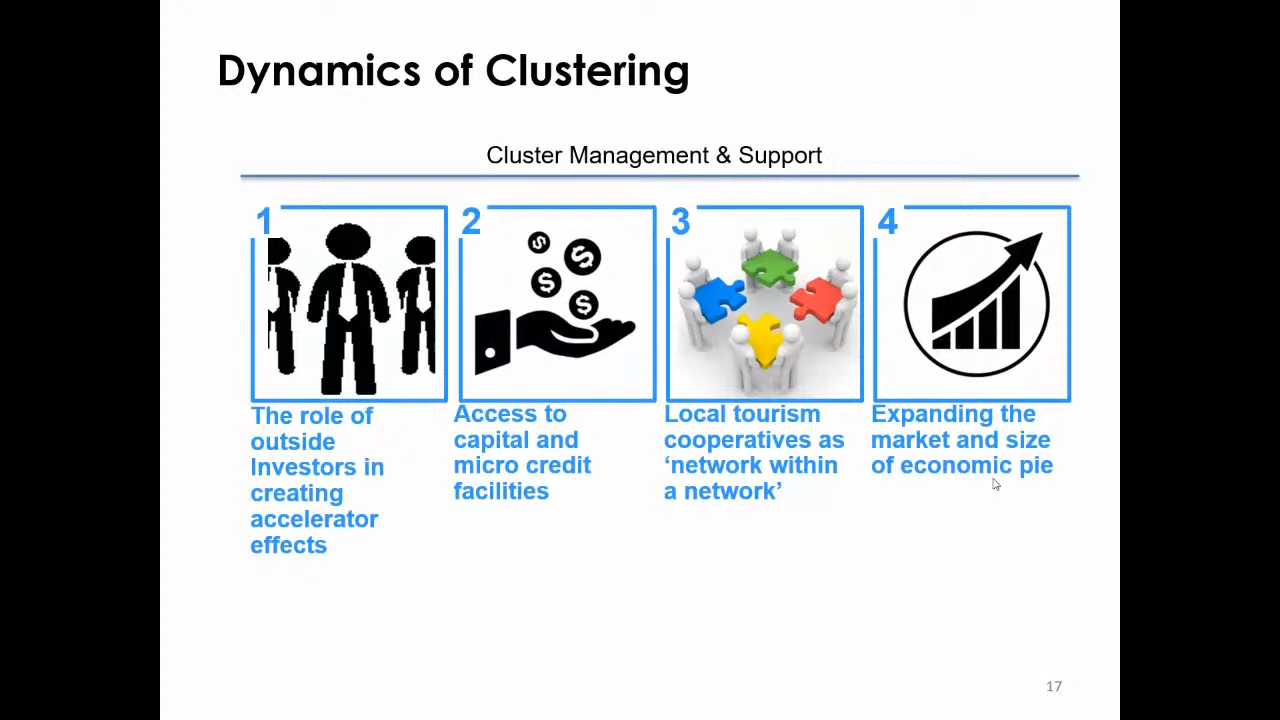 Dynamics of Clustering
Cluster Management & Support
1
The role of
outside
Investors in
creating
accelerator
effects
2
$
$
$
$
Access to
capital and
micro credit
facilities
3
Local tourism
cooperatives as
‘network within
a network’
4
Expanding the
market and size
of economic pie
17